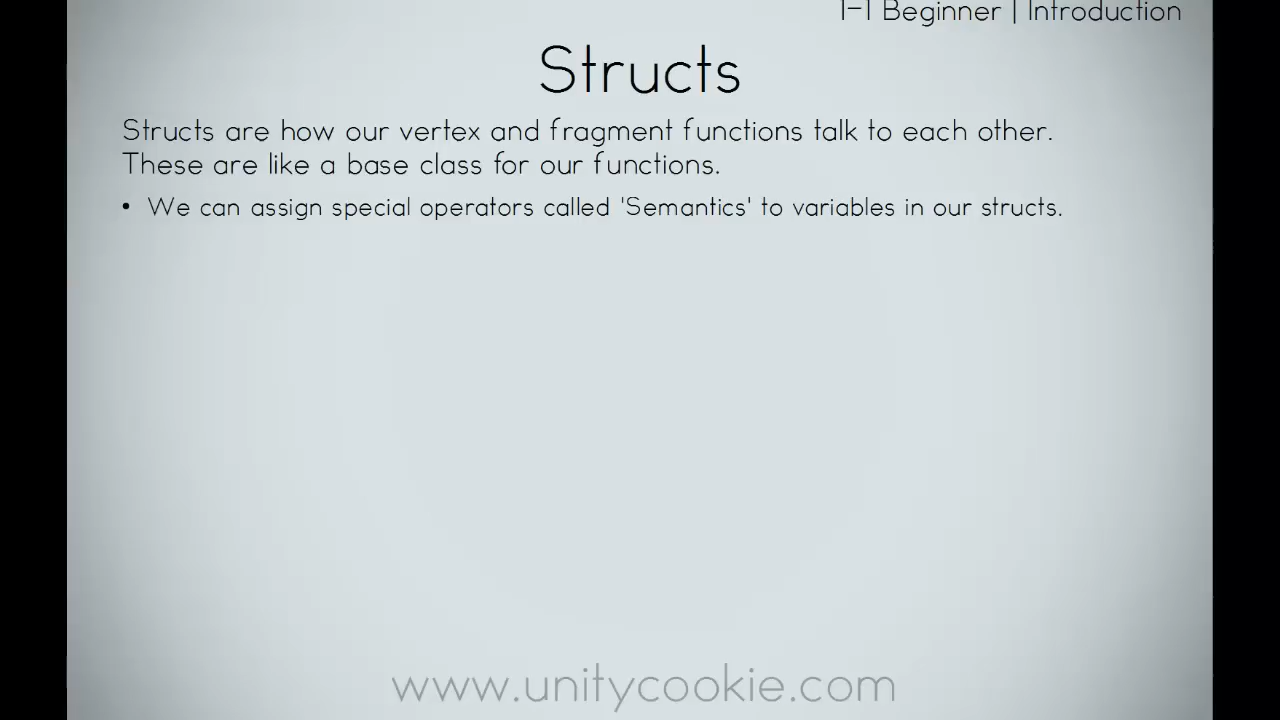 1-1 Beginner | Introduction
Structs
Structs are how our vertex and fragment functions talk to each other.
These are like a base class for our functions.
• We can assign special operators called 'Semantics' to variables in our structs.
www.unitycookie.com